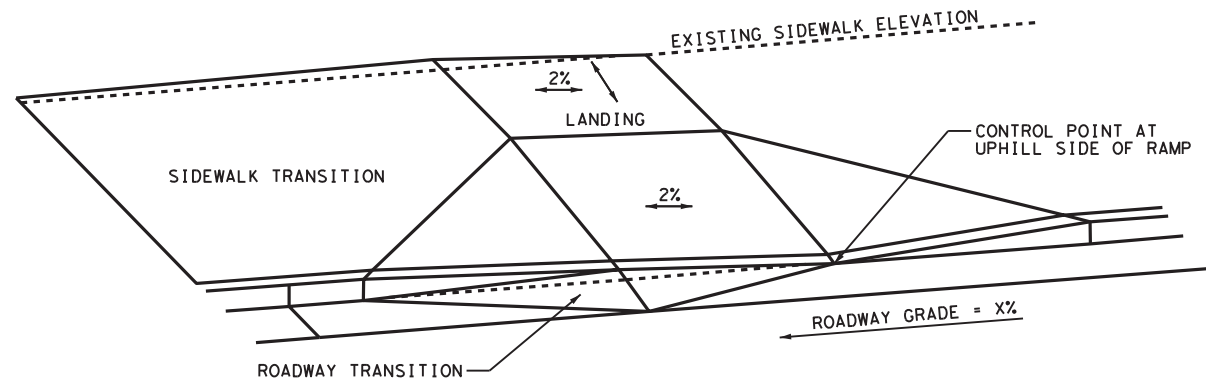 EXISTING SIDEWALK ELEVATION
2%
LANDING
CONTROL POINT AT
UPHILL SIDE OF RAMP
SIDEWALK TRANSITION
2%
ROADWAY GRADE = X%
ROADWAY TRANSITION